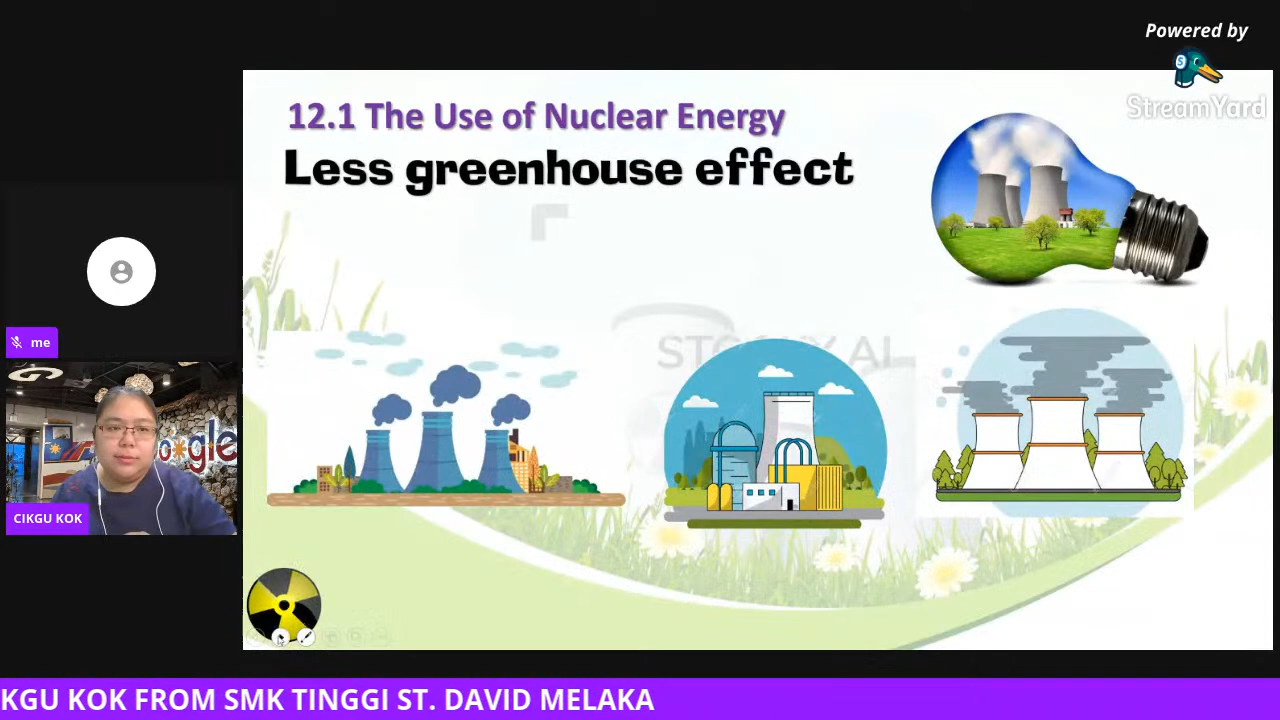 Powered by
S
StreamYard
12.1 The Use of Nuclear Energy
Less greenhouse effect
me
CIKGU KOK
KGU KOK FROM SMK TINGGI ST. DAVID MELAKA